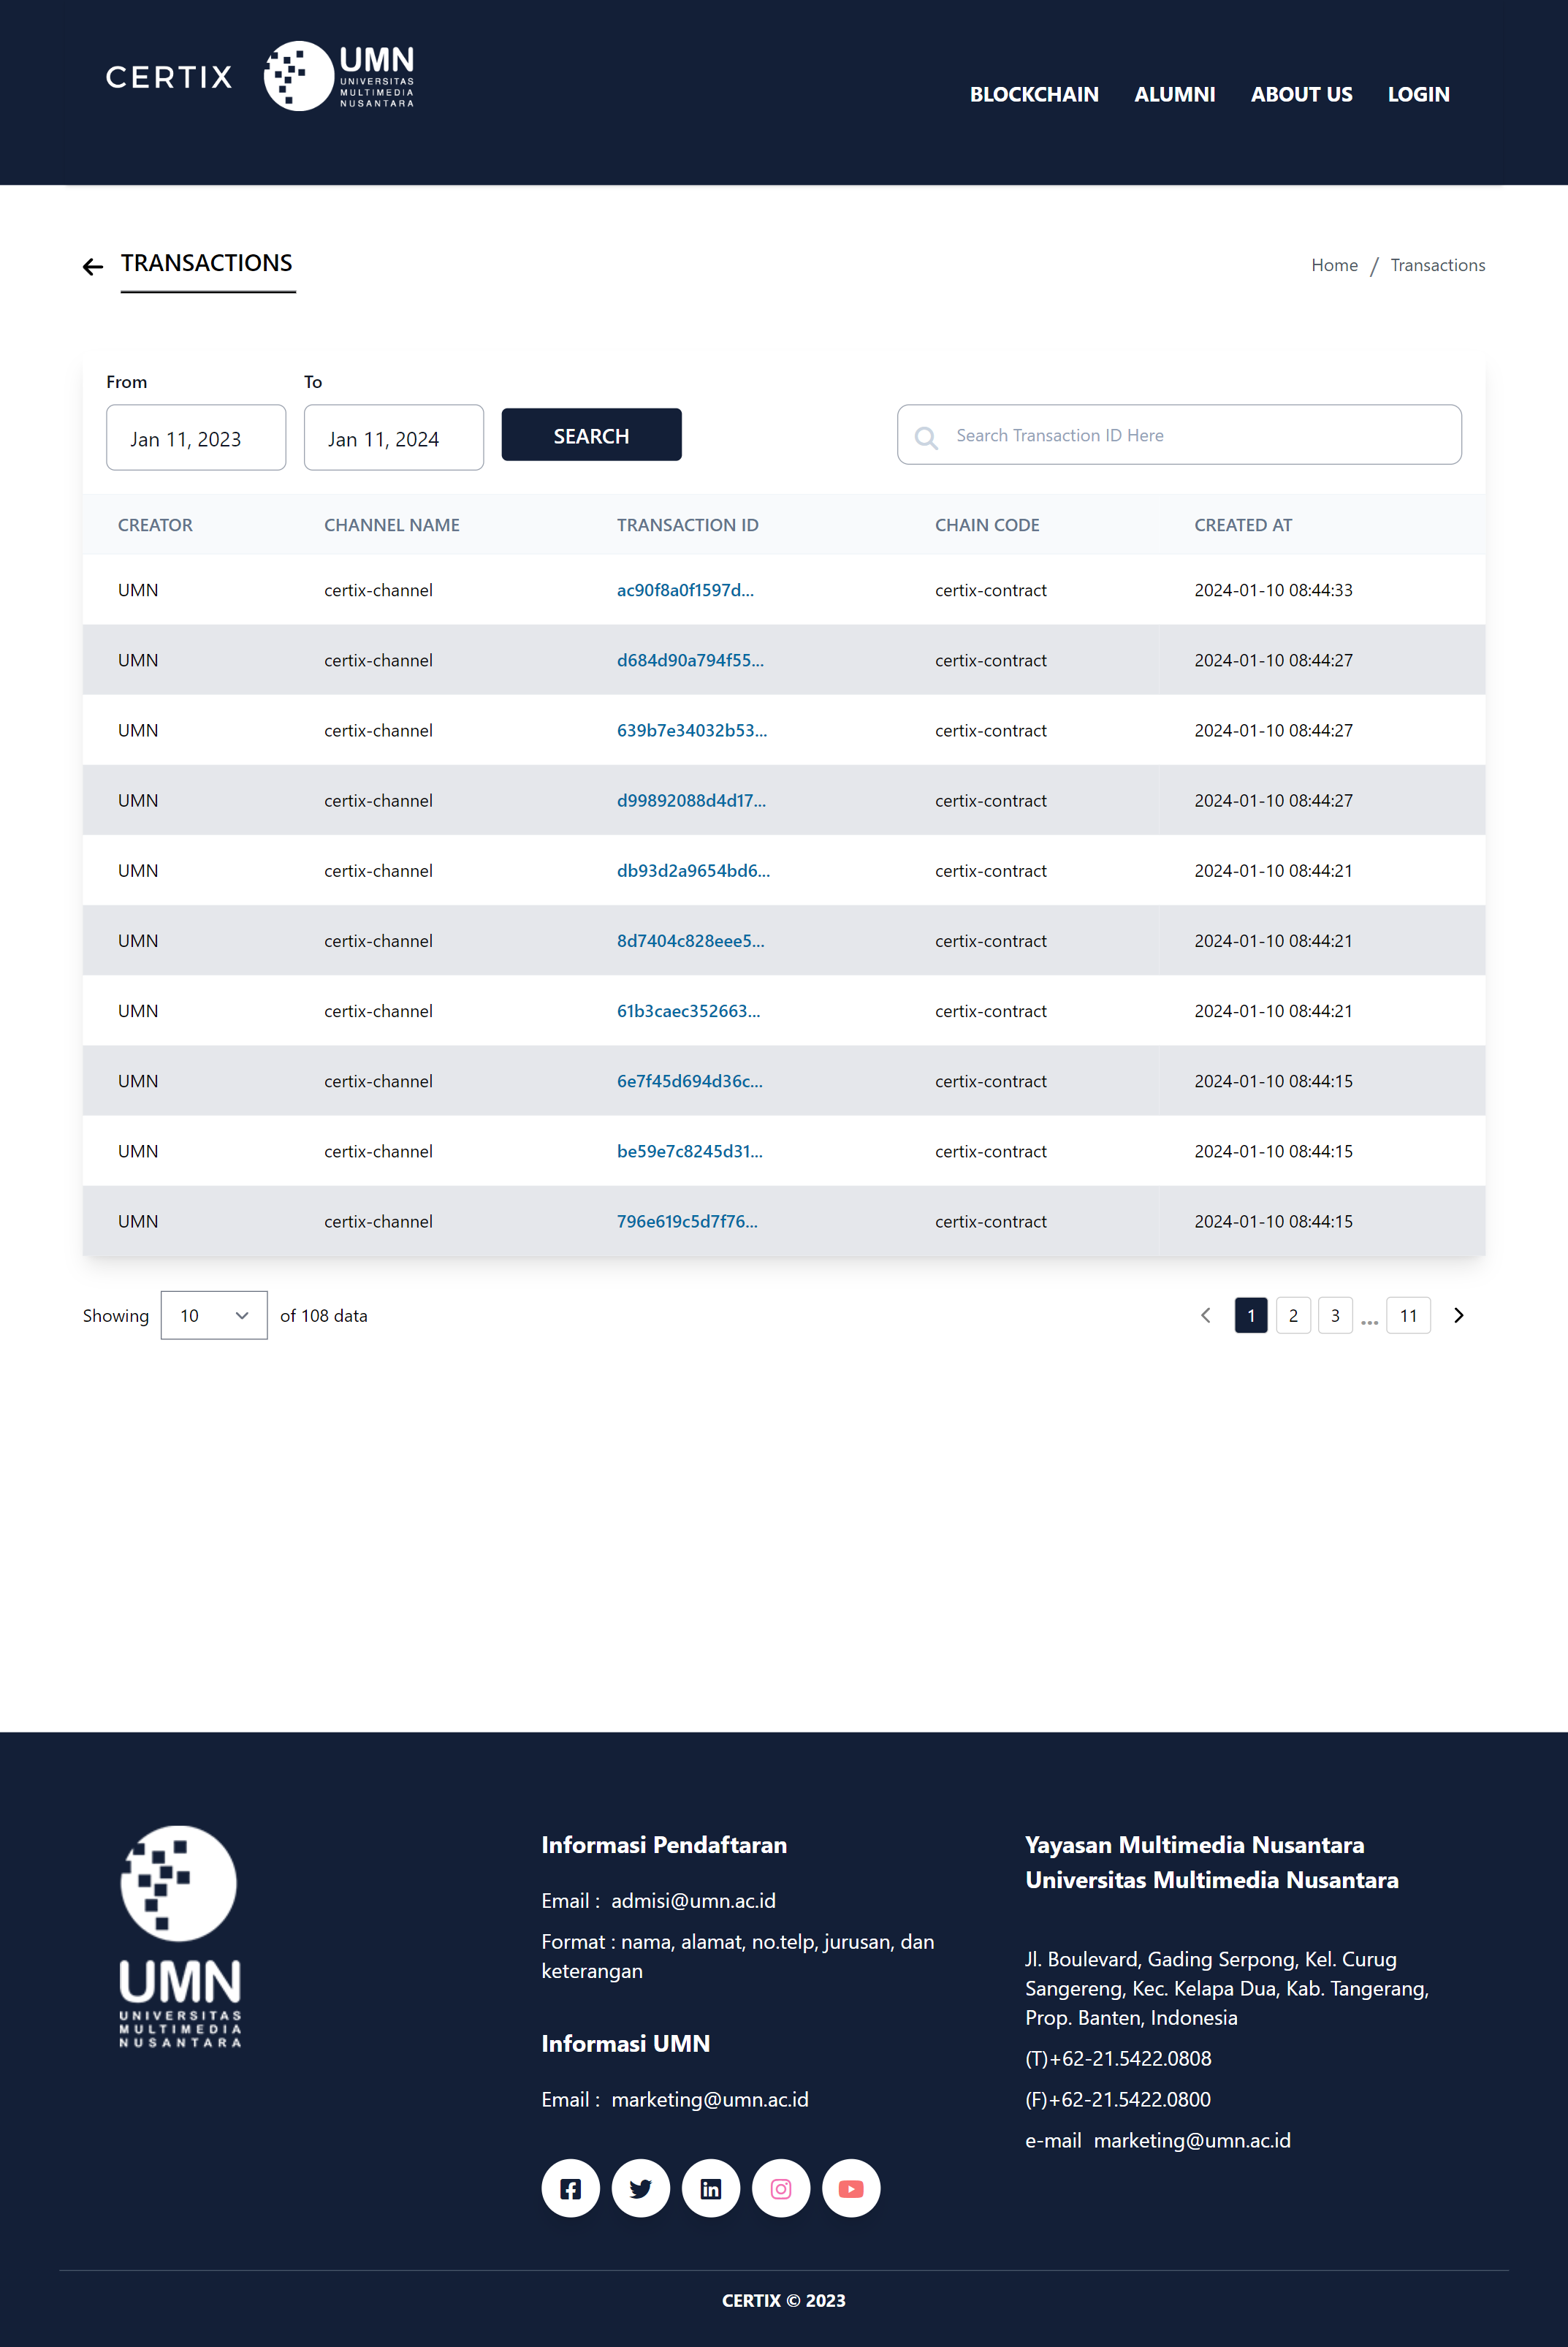 CERTIX
UMN
UNIVERSITAS
MULTIMEDIA
NUSANTARA
BLOCKCHAIN ALUMNI ABOUT US LOGIN
TRANSACTIONS
Home / Transactions
From To
Jan 11, 2023 Jan 11, 2024 SEARCH Search Transaction ID Here
CREATOR CHANNEL NAME TRANSACTION ID CHAIN CODE CREATED AT
UMN certix-channel ac90f8a0f1597d... certix-contract 2024-01-10 08:44:33
UMN certix-channel d684d90a794f55... certix-contract 2024-01-10 08:44:27
UMN certix-channel 639b7e34032b53... certix-contract 2024-01-10 08:44:27
UMN certix-channel d99892088d4d17... certix-contract 2024-01-10 08:44:27
UMN certix-channel db93d2a9654bd6... certix-contract 2024-01-10 08:44:21
UMN certix-channel 8d7404c828eee5... certix-contract 2024-01-10 08:44:21
UMN certix-channel 61b3caec352663... certix-contract 2024-01-10 08:44:21
UMN certix-channel 6e7f45d694d36c... certix-contract 2024-01-10 08:44:15
UMN certix-channel be59e7c8245d31... certix-contract 2024-01-10 08:44:15
UMN certix-channel 796e619c5d7f76... certix-contract 2024-01-10 08:44:15
Showing 10 of 108 data 1 2 3 ... 11
UMN
UNIVERSITAS
MULTIMEDIA
NUSANTARA
Informasi Pendaftaran
Email : admisi@umn.ac.id
Format : nama, alamat, no.telp, jurusan, dan
keterangan
Informasi UMN
Email : marketing@umn.ac.id
Yayasan Multimedia Nusantara
Universitas Multimedia Nusantara
Jl. Boulevard, Gading Serpong, Kel. Curug
Sangereng, Kec. Kelapa Dua, Kab. Tangerang,
Prop. Banten, Indonesia
(T)+62-21.5422.0808
(F)+62-21.5422.0800
e-mail marketing@umn.ac.id
CERTIX © 2023